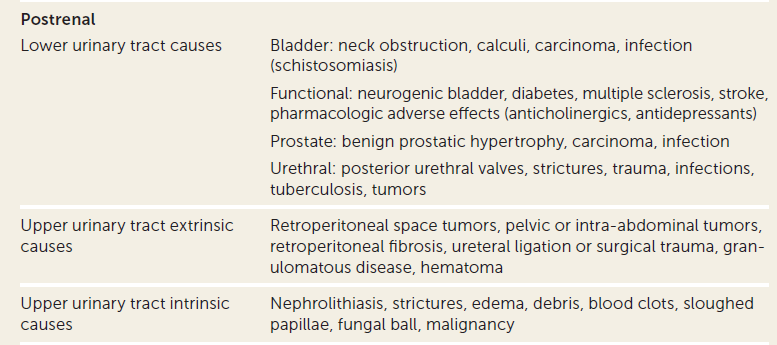 Postrenal
Lower urinary tract causes
Bladder: neck obstruction, calculi, carcinoma, infection
(schistosomiasis)
Functional: neurogenic bladder, diabetes, multiple sclerosis, stroke,
pharmacologic adverse effects (anticholinergics, antidepressants)
Prostate: benign prostatic hypertrophy, carcinoma, infection
Urethral: posterior urethral valves, strictures, trauma, infections,
tuberculosis, tumors
Upper urinary tract extrinsic
causes
Retroperitoneal space tumors, pelvic or intra-abdominal tumors,
retroperitoneal fibrosis, ureteral ligation or surgical trauma, gran-
ulomatous disease, hematoma
Upper urinary tract intrinsic
causes
Nephrolithiasis, strictures, edema, debris, blood clots, sloughed
papillae, fungal ball, malignancy